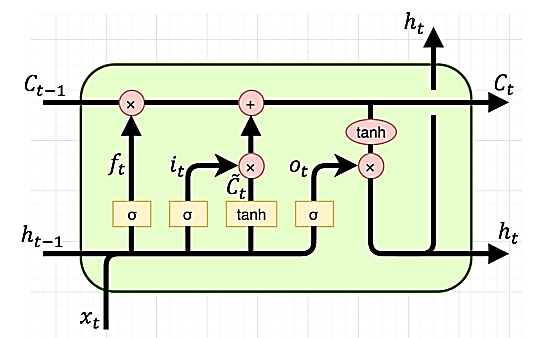 h_t
C_{t-1} × + C_t
tanh
f_t i_t × o_t ×
C̃_t
σ σ tanh σ
h_{t-1} h_t
x_t